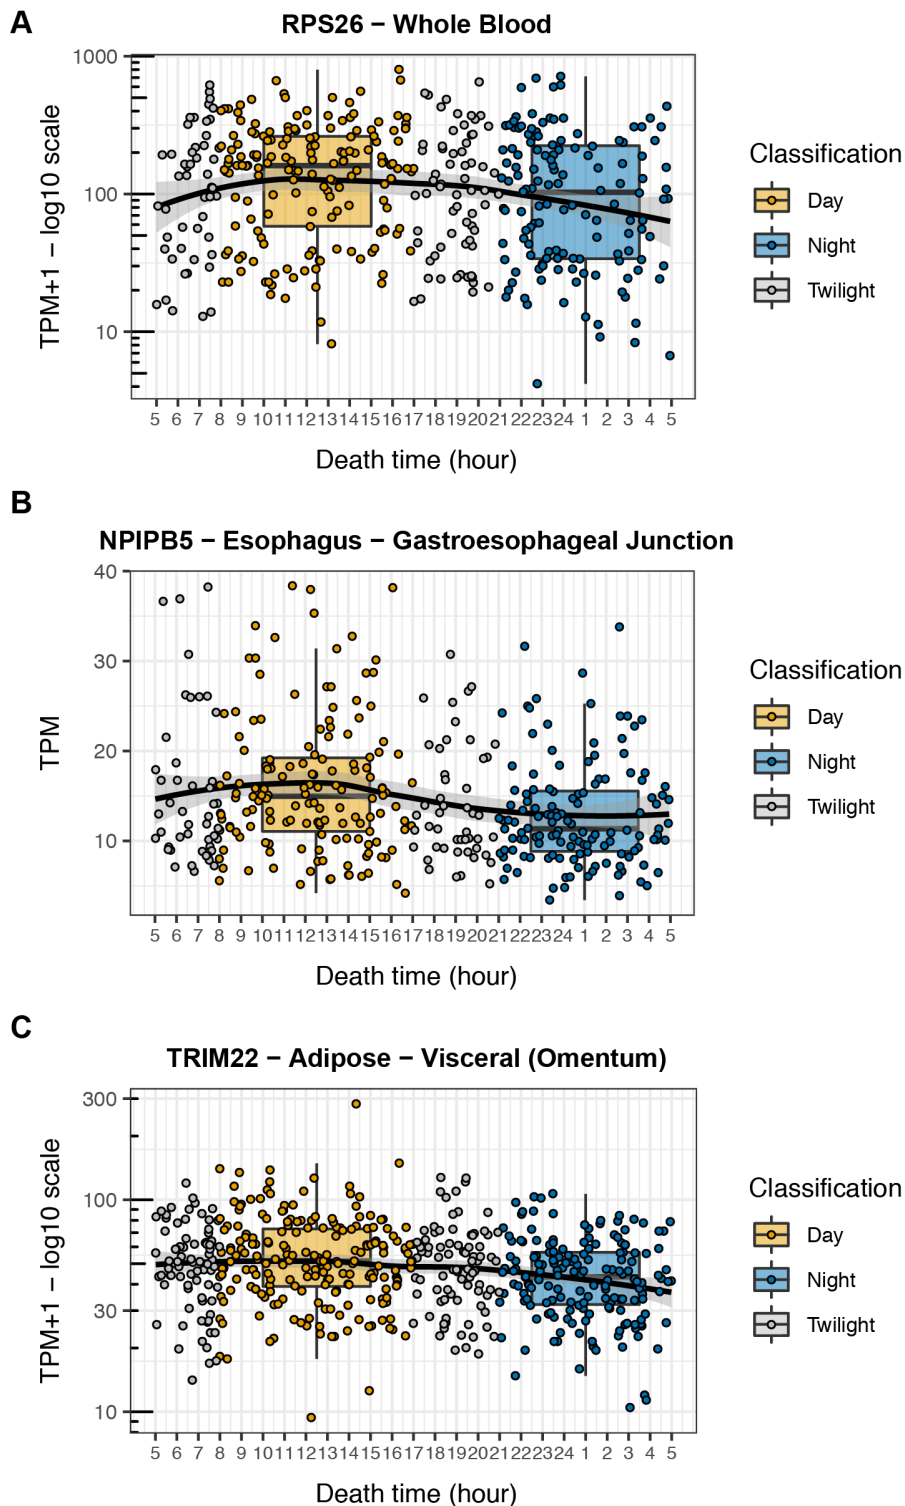 A
RPS26 − Whole Blood
TPM+1 − log10 scale
1000
100
10
5 6 7 8 9 10 11 12 13 14 15 16 17 18 19 20 21 22 23 24 1 2 3 4 5
Death time (hour)
Classification
Day
Night
Twilight
B
NPIPB5 − Esophagus − Gastroesophageal Junction
TPM
40
30
20
10
5 6 7 8 9 10 11 12 13 14 15 16 17 18 19 20 21 22 23 24 1 2 3 4 5
Death time (hour)
Classification
Day
Night
Twilight
C
TRIM22 − Adipose − Visceral (Omentum)
TPM+1 − log10 scale
300
100
30
10
5 6 7 8 9 10 11 12 13 14 15 16 17 18 19 20 21 22 23 24 1 2 3 4 5
Death time (hour)
Classification
Day
Night
Twilight